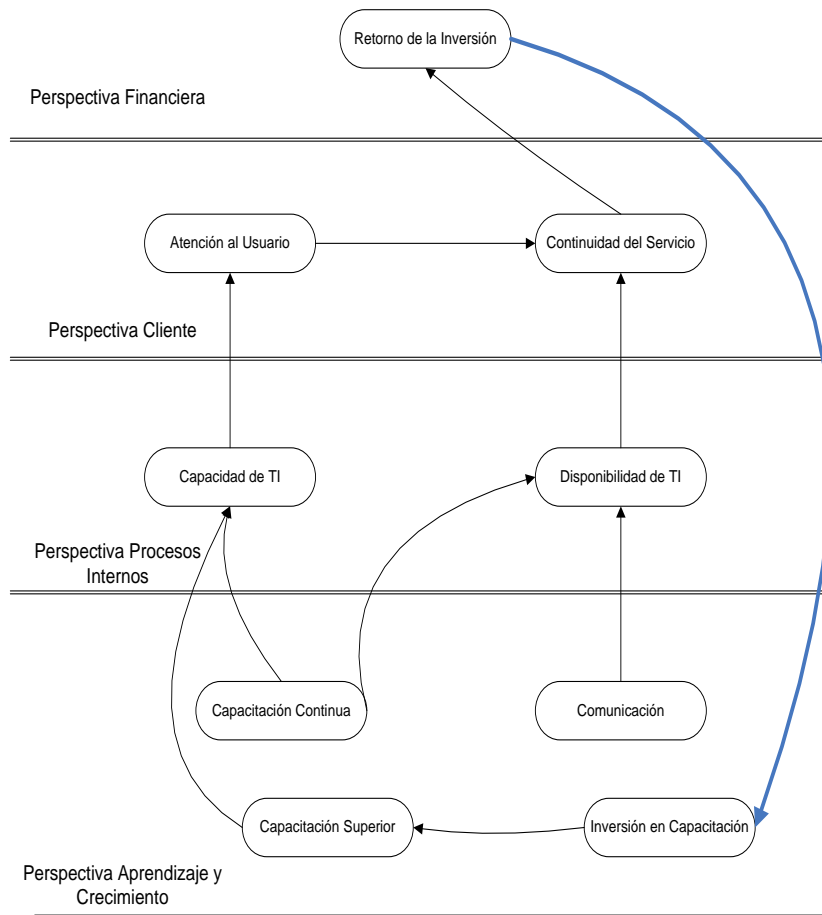 Retorno de la Inversión
Perspectiva Financiera
Atención al Usuario
Continuidad del Servicio
Perspectiva Cliente
Capacidad de TI
Disponibilidad de TI
Perspectiva Procesos
Internos
Capacitación Continua
Comunicación
Capacitación Superior
Inversión en Capacitación
Perspectiva Aprendizaje y
Crecimiento